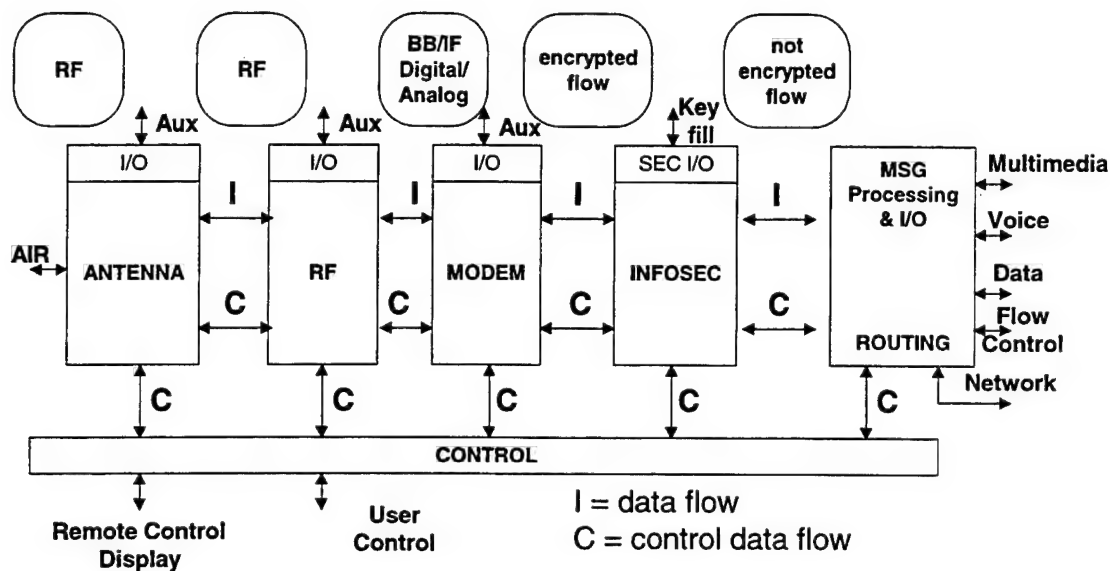 RF
RF
BB/IF
Digital/
Analog
encrypted
flow
not
encrypted
flow
Aux
Aux
Aux
Key
fill
I/O
I/O
I/O
SEC I/O
MSG
Processing
& I/O
Multimedia
I
I
I
I
Voice
AIR
ANTENNA
RF
MODEM
INFOSEC
Data
C
C
C
C
Flow
Control
ROUTING
Network
C
C
C
C
C
CONTROL
Remote Control
Display
User
Control
I = data flow
C = control data flow